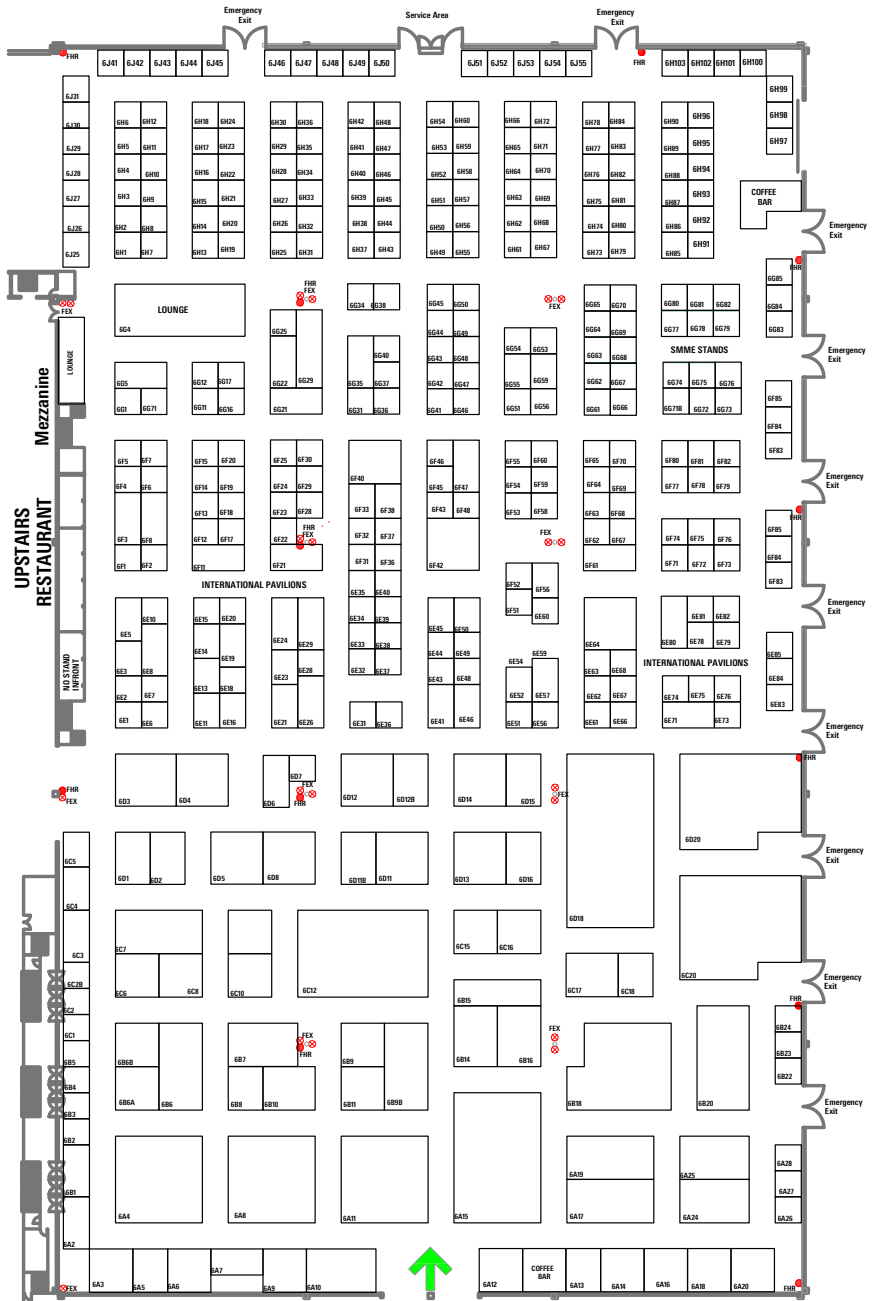 Emergency
Exit
Service Area
Emergency
Exit
FHR
6J41 6J42 6J43 6J44 6J45
6J46 6J47 6J48 6J49 6J50
6J51 6J52 6J53 6J54 6J55
FHR
6H103 6H102 6H101 6H100
6J31
6H99
6J30
6H6 6H12 6H18 6H24 6H30 6H36 6H42 6H48 6H54 6H60 6H66 6H72 6H78 6H84 6H90 6H96
6H98
6J29
6H5 6H11 6H17 6H23 6H29 6H35 6H41 6H47 6H53 6H59 6H65 6H71 6H77 6H83 6H89 6H95
6H97
6J28
6H4 6H10 6H16 6H22 6H28 6H34 6H40 6H46 6H52 6H58 6H64 6H70 6H76 6H82 6H88 6H94
6J27
6H3 6H9 6H15 6H21 6H27 6H33 6H39 6H45 6H51 6H57 6H63 6H69 6H75 6H81 6H87 6H93
COFFEE
BAR
6J26
6H2 6H8 6H14 6H20 6H26 6H32 6H38 6H44 6H50 6H56 6H62 6H68 6H74 6H80 6H86 6H92
Emergency
Exit
6J25
6H1 6H7 6H13 6H19 6H25 6H31 6H37 6H43 6H49 6H55 6H61 6H67 6H73 6H79 6H85 6H91
FHR
6G85
FEX
LOUNGE
6G4
FHR
FEX
6G34 6G38
6G45 6G50
FEX
6G65 6G70
6G80 6G81 6G82
6G84
6G25
6G44 6G49
6G64 6G69
6G77 6G78 6G79
6G83
LOUNGE
6G40
6G43 6G48
6G54 6G53
6G63 6G68
SMME STANDS
Emergency
Exit
Mezzanine
6G5
6G12 6G17
6G22 6G29
6G35 6G37
6G42 6G47
6G55 6G59
6G62 6G67
6G74 6G75 6G76
6G1 6G71
6G11 6G16
6G21
6G31 6G36
6G41 6G46
6G51 6G56
6G61 6G66
6G71B 6G72 6G73
6F85
6F84
6F83
6F5 6F7 6F15 6F20 6F25 6F30
6F40
6F46
6F55 6F60 6F65 6F70 6F80 6F81 6F82
Emergency
Exit
6F4 6F6 6F14 6F19 6F24 6F29
6F45 6F47
6F54 6F59 6F64 6F69 6F77 6F78 6F79
6F13 6F18 6F23 6F28
6F33 6F38
6F43 6F48
6F53 6F58 6F63 6F68
FHR
6F85
UPSTAIRS
RESTAURANT
FHR
FEX
6F3 6F8 6F12 6F17 6F22
6F32 6F37
FEX
6F62 6F67
6F74 6F75 6F76
6F84
6F1 6F2 6F11 6F21
6F31 6F36
6F42
6F61
6F71 6F72 6F73
6F83
INTERNATIONAL PAVILIONS
6F52 6F56
6F51
6E35 6E40
6E60
Emergency
Exit
6E10 6E15 6E20
6E34 6E39
6E45 6E50
6E81 6E82
6E5
6E24 6E29
6E33 6E38
6E64
6E80 6E78 6E79
6E14 6E19
6E44 6E49
6E54 6E59
INTERNATIONAL PAVILIONS
6E85
NO STAND
INFRONT
6E3 6E8
6E23 6E28
6E32 6E37
6E43 6E48
6E63 6E68
6E84
6E2 6E7 6E13 6E18
6E52 6E57
6E62 6E67
6E74 6E75 6E76
6E83
6E1 6E6 6E11 6E16 6E21 6E26
6E31 6E36
6E41 6E46
6E51 6E56
6E61 6E66
6E71 6E73
Emergency
Exit
FHR
6D7
FEX
FHR
FEX
FHR
FEX
6D3 6D4 6D6 6D12 6D12B 6D14 6D15
6D20
6C5
Emergency
Exit
6D1 6D2 6D5 6D8 6D11B 6D11 6D13 6D16
6C4
6D18
6C7
6C15 6C16
6C3
6C20
Emergency
Exit
6C2B
6C6 6C8 6C10 6C12
6C17 6C18
6B15
FHR
6C2
6B24
6C1
FEX
FHR
FEX
6B23
6B5
6B6B
6B7
6B9
6B14 6B16
6B22
6B4
6B6A 6B6 6B8 6B10 6B11 6B9B
6B18
6B20
Emergency
Exit
6B3
6B2
6A28
6A19
6A25
6B1
6A27
6A4 6A8 6A11 6A15 6A17 6A24
6A26
6A2
6A3 6A5 6A6 6A7 6A9 6A10
6A12
COFFEE
BAR
6A13 6A14 6A16 6A18 6A20
FEX
FHR